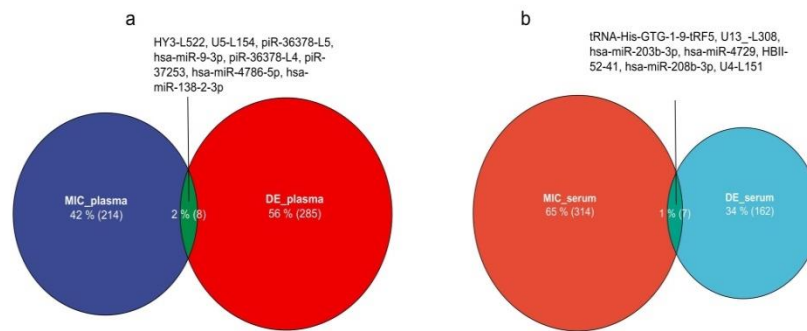 a
HY3-L522, U5-L154, piR-36378-L5,
hsa-miR-9-3p, piR-36378-L4, piR-
37253, hsa-miR-4786-5p, hsa-
miR-138-2-3p
MIC_plasma
42 % (214)
2 % (8)
DE_plasma
56 % (285)
b
tRNA-His-GTG-1-9-tRF5, U13_-L308,
hsa-miR-203b-3p, hsa-miR-4729, HBII-
52-41, hsa-miR-208b-3p, U4-L151
MIC_serum
65 % (314)
1 % (7)
DE_serum
34 % (162)